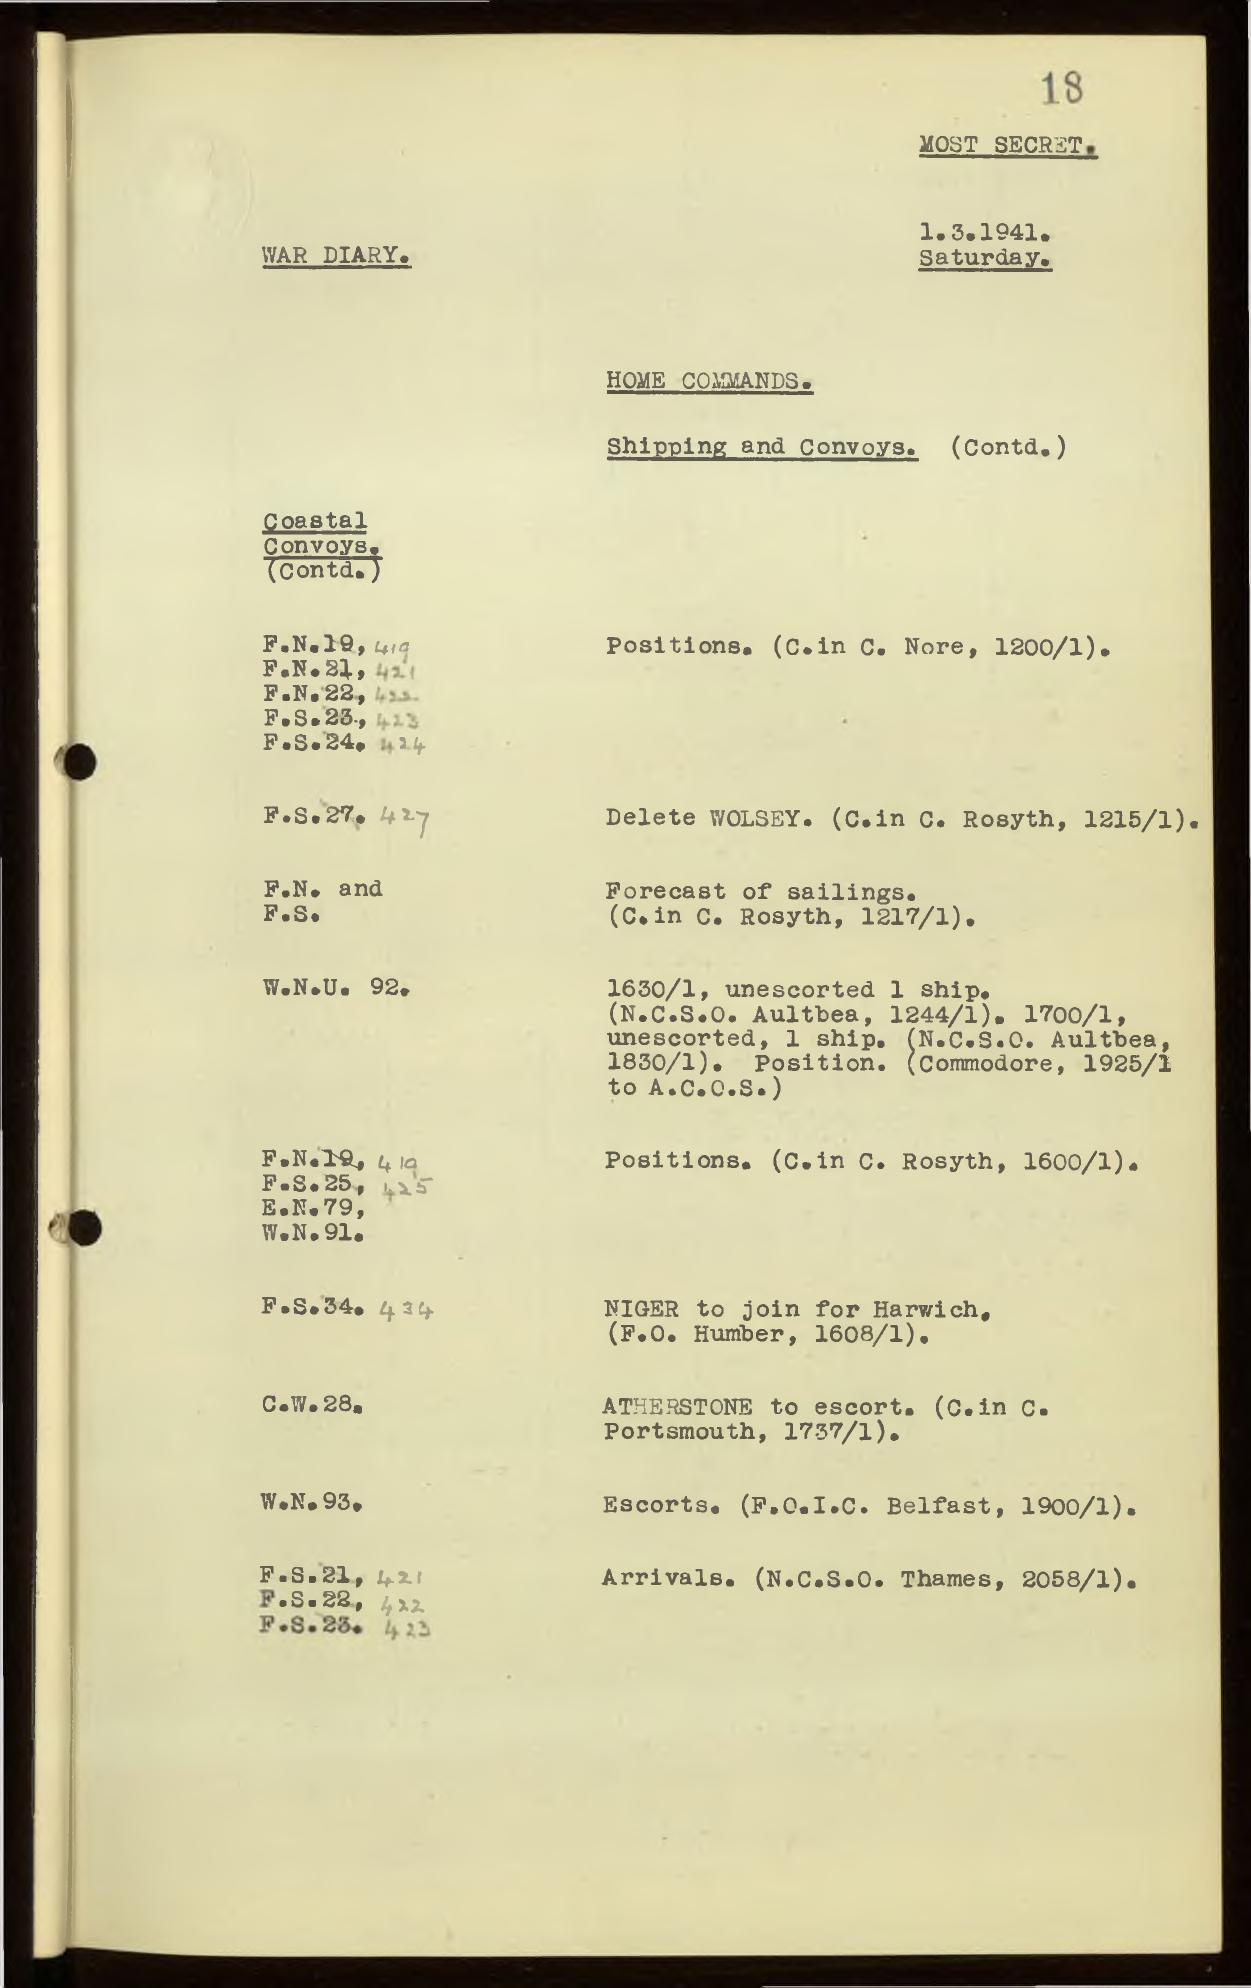 18
MOST SECRET.
1.3.1941.
WAR DIARY.
Saturday.
HOME COMMANDS.
Shipping and Convoys. (Contd.)
Coastal
Convoys.
(Contd.)
F.N.19, 419 Positions. (C.in C. Nore, 1200/1).
F.N.21, 421
F.N.22, 422
F.S.23, 423
F.S.24. 424
F.S.27. 427 Delete WOLSEY. (C.in C. Rosyth, 1215/1).
F.N. and Forecast of sailings.
F.S. (C.in C. Rosyth, 1217/1).
W.N.U. 92. 1630/1, unescorted 1 ship.
(N.C.S.O. Aultbea, 1244/1). 1700/1,
unescorted, 1 ship. (N.C.S.O. Aultbea,
1830/1). Position. (Commodore, 1925/1
to A.C.O.S.)
F.N.19, 419 Positions. (C.in C. Rosyth, 1600/1).
F.S.25, 425
E.N.79,
W.N.91.
F.S.34. 434 NIGER to join for Harwich.
(F.O. Humber, 1608/1).
C.W.28. ATHERSTONE to escort. (C.in C.
Portsmouth, 1737/1).
W.N.93. Escorts. (F.O.I.C. Belfast, 1900/1).
F.S.21, 421 Arrivals. (N.C.S.O. Thames, 2058/1).
F.S.22, 422
F.S.23. 423